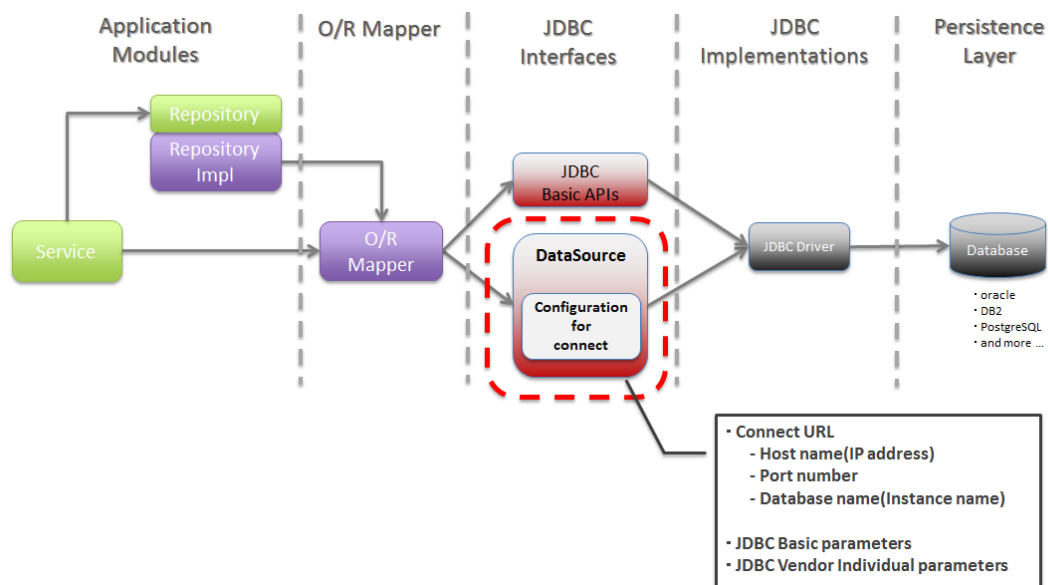 Application
Modules
O/R Mapper
JDBC
Interfaces
JDBC
Implementations
Persistence
Layer
Repository
Repository
Impl
Service
O/R
Mapper
JDBC
Basic APIs
DataSource
Configuration
for
connect
JDBC Driver
Database
・oracle
・DB2
・PostgreSQL
・and more ...
・Connect URL
- Host name(IP address)
- Port number
- Database name(Instance name)
・JDBC Basic parameters
・JDBC Vendor Individual parameters